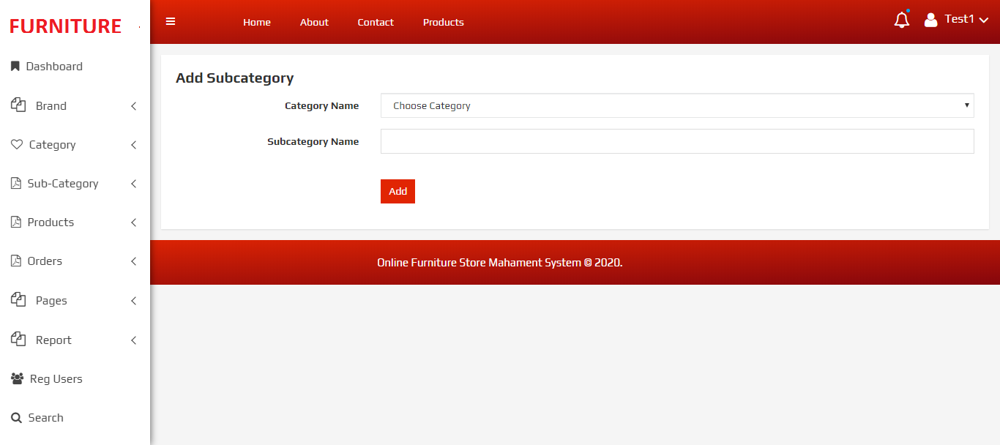 FURNITURE
Home About Contact Products
Test1
Dashboard
Brand
Category
Sub-Category
Products
Orders
Pages
Report
Reg Users
Search
Add Subcategory
Category Name Choose Category
Subcategory Name
Add
Online Furniture Store Mahament System © 2020.